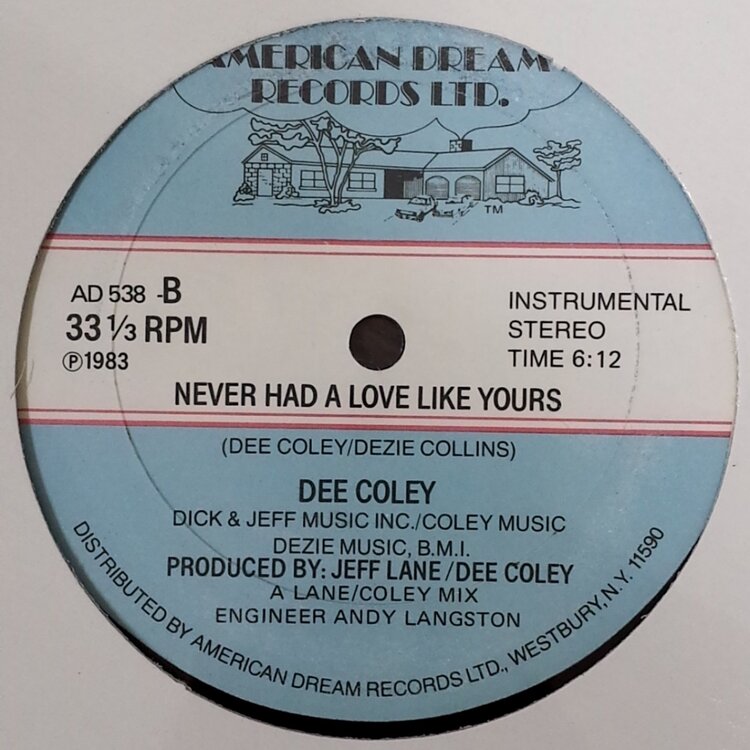 AMERICAN DREAM
RECORDS LTD.
TM
AD 538 -B
33 1/3 RPM
℗1983
INSTRUMENTAL
STEREO
TIME 6:12
NEVER HAD A LOVE LIKE YOURS
(DEE COLEY/DEZIE COLLINS)
DEE COLEY
DICK & JEFF MUSIC INC./COLEY MUSIC
DEZIE MUSIC, B.M.I.
PRODUCED BY: JEFF LANE/DEE COLEY
A LANE/COLEY MIX
ENGINEER ANDY LANGSTON
DISTRIBUTED BY AMERICAN DREAM RECORDS LTD., WESTBURY, N.Y. 11590